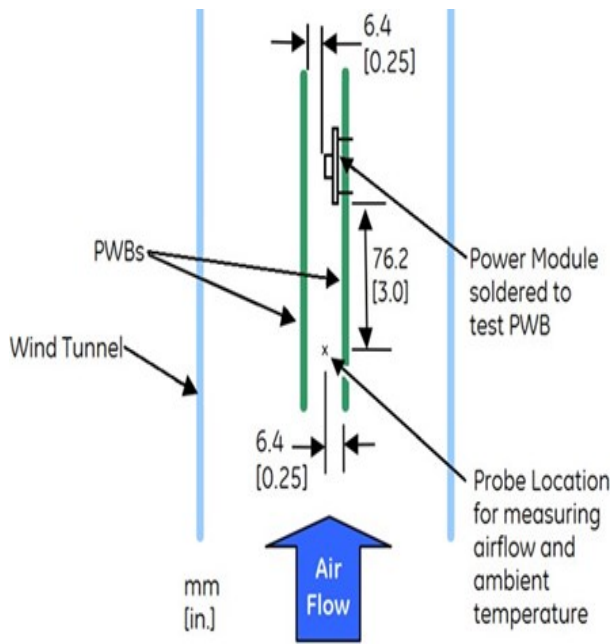 6.4
[0.25]
PWBs
76.2
[3.0]
Power Module
soldered to
test PWB
Wind Tunnel
x
6.4
[0.25]
Probe Location
for measuring
airflow and
ambient
temperature
Air
Flow
mm
[in.]